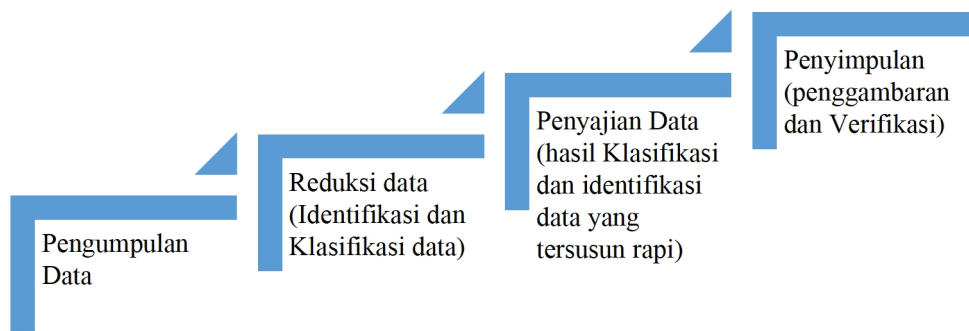 Pengumpulan
Data
Reduksi data
(Identifikasi dan
Klasifikasi data)
Penyajian Data
(hasil Klasifikasi
dan identifikasi
data yang
tersusun rapi)
Penyimpulan
(penggambaran
dan Verifikasi)